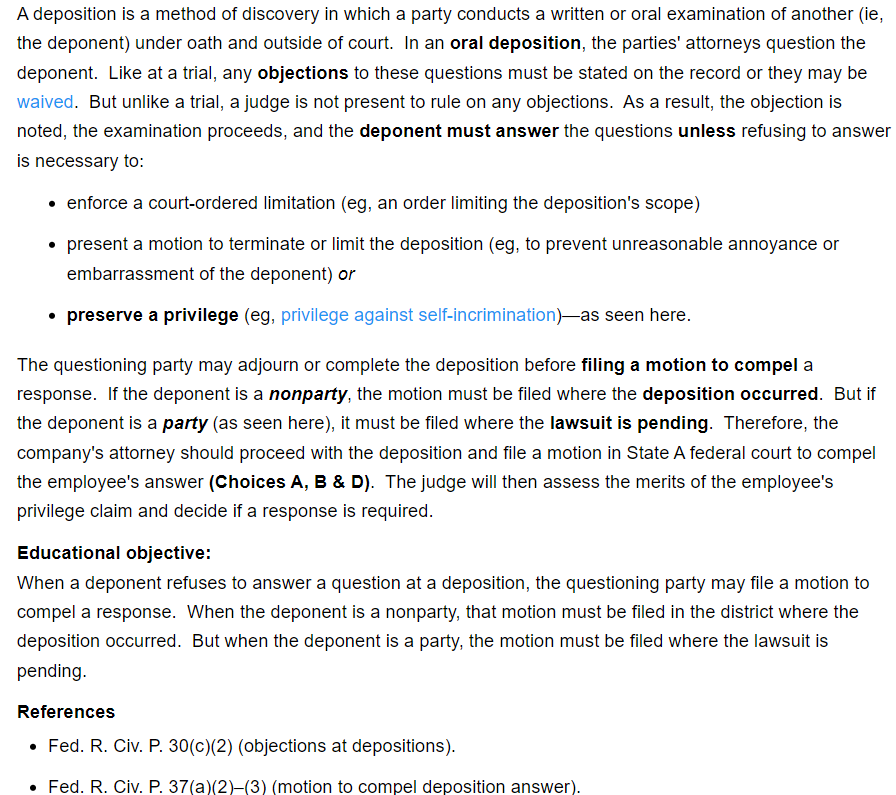 A deposition is a method of discovery in which a party conducts a written or oral examination of another (ie,
the deponent) under oath and outside of court.  In an oral deposition, the parties' attorneys question the
deponent.  Like at a trial, any objections to these questions must be stated on the record or they may be
waived.  But unlike a trial, a judge is not present to rule on any objections.  As a result, the objection is
noted, the examination proceeds, and the deponent must answer the questions unless refusing to answer
is necessary to:
• enforce a court-ordered limitation (eg, an order limiting the deposition's scope)
• present a motion to terminate or limit the deposition (eg, to prevent unreasonable annoyance or
embarrassment of the deponent) or
• preserve a privilege (eg, privilege against self-incrimination)—as seen here.
The questioning party may adjourn or complete the deposition before filing a motion to compel a
response.  If the deponent is a nonparty, the motion must be filed where the deposition occurred.  But if
the deponent is a party (as seen here), it must be filed where the lawsuit is pending.  Therefore, the
company's attorney should proceed with the deposition and file a motion in State A federal court to compel
the employee's answer (Choices A, B & D).  The judge will then assess the merits of the employee's
privilege claim and decide if a response is required.
Educational objective:
When a deponent refuses to answer a question at a deposition, the questioning party may file a motion to
compel a response.  When the deponent is a nonparty, that motion must be filed in the district where the
deposition occurred.  But when the deponent is a party, the motion must be filed where the lawsuit is
pending.
References
• Fed. R. Civ. P. 30(c)(2) (objections at depositions).
• Fed. R. Civ. P. 37(a)(2)–(3) (motion to compel deposition answer).